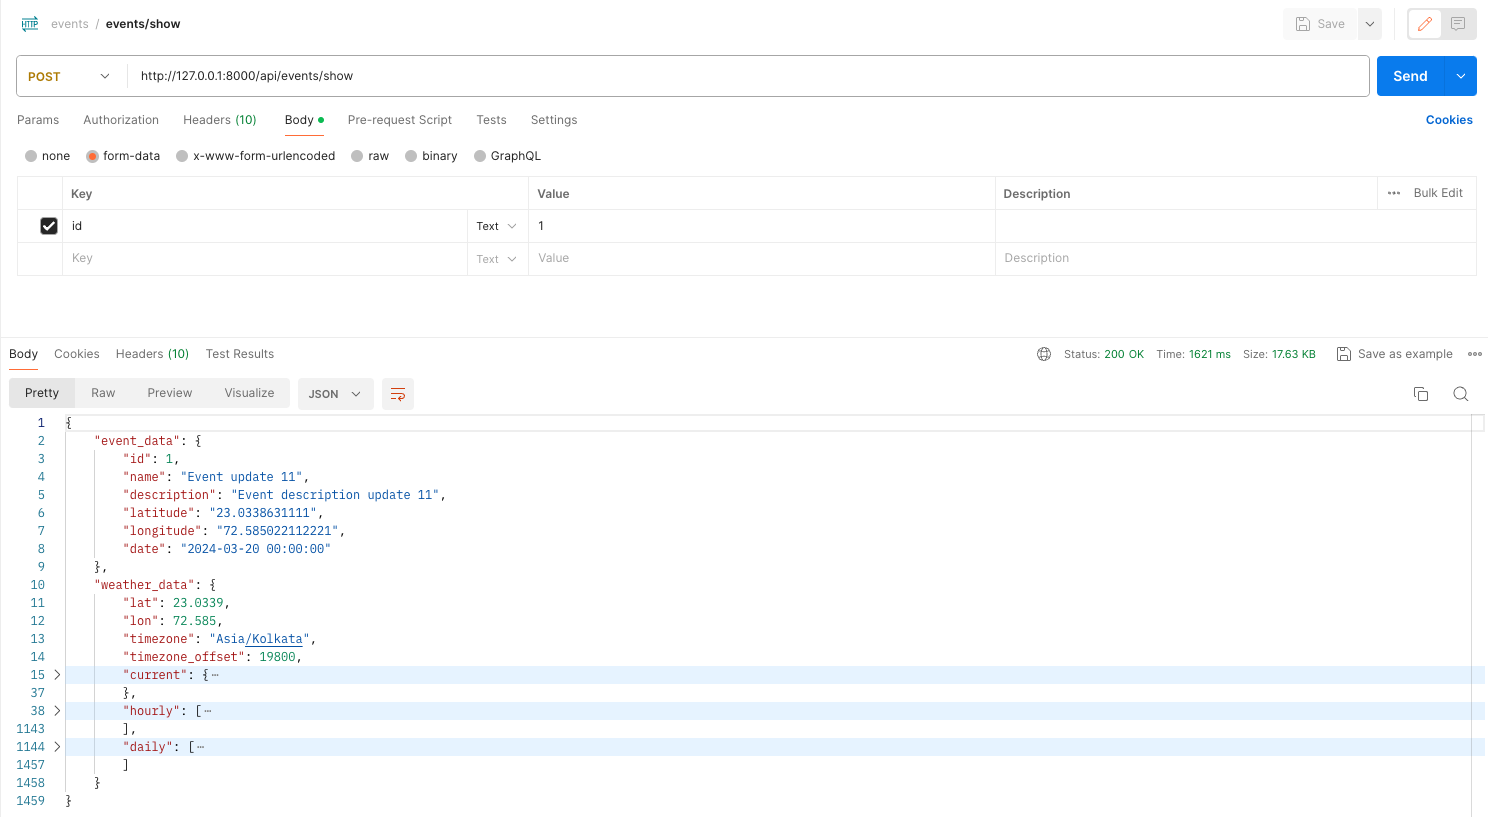 HTTP events / events/show Save
POST http://127.0.0.1:8000/api/events/show Send
Params Authorization Headers (10) Body Pre-request Script Tests Settings Cookies
none form-data x-www-form-urlencoded raw binary GraphQL
Key Value Description ••• Bulk Edit
id Text 1
Key Text Value Description
Body Cookies Headers (10) Test Results Status: 200 OK Time: 1621 ms Size: 17.63 KB Save as example •••
Pretty Raw Preview Visualize JSON
1 {
2 "event_data": {
3 "id": 1,
4 "name": "Event update 11",
5 "description": "Event description update 11",
6 "latitude": "23.0338631111",
7 "longitude": "72.585022112221",
8 "date": "2024-03-20 00:00:00"
9 },
10 "weather_data": {
11 "lat": 23.0339,
12 "lon": 72.585,
13 "timezone": "Asia/Kolkata",
14 "timezone_offset": 19800,
15 "current": {⋯
37 },
38 "hourly": [⋯
1143 ],
1144 "daily": [⋯
1457 ]
1458 }
1459 }